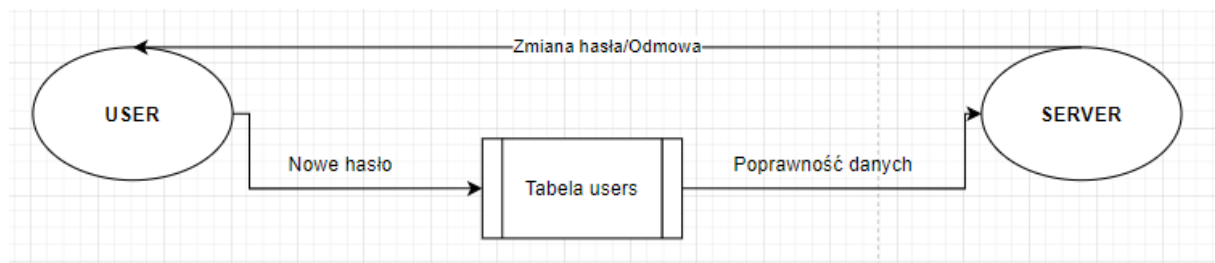 Zmiana hasła/Odmowa
USER
SERVER
Nowe hasło
Poprawność danych
Tabela users